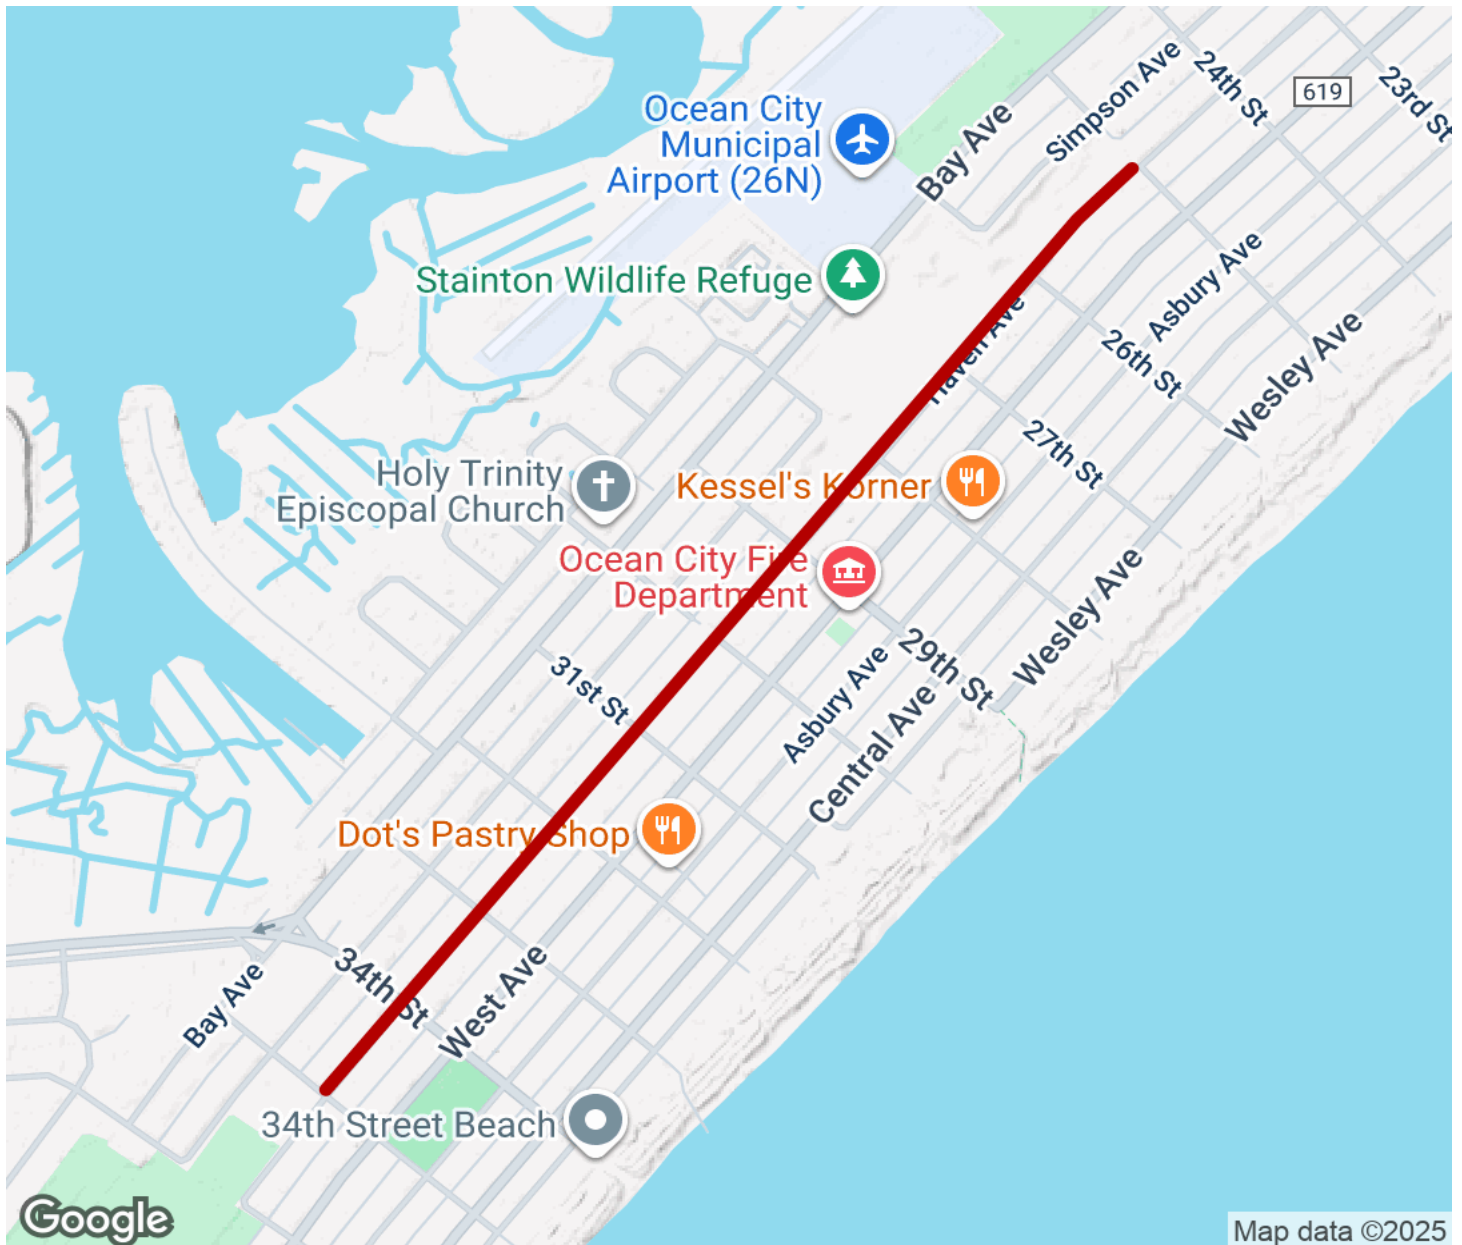 Simpson Ave
24th St
619
23rd St
Ocean City
Municipal
Airport (26N)
Bay Ave
Stainton Wildlife Refuge
Asbury Ave
Haven Ave
26th St
Wesley Ave
27th St
Holy Trinity
Episcopal Church
Kessel's Korner
Ocean City Fire
Department
Wesley Ave
29th St
31st St
Asbury Ave
Central Ave
Dot's Pastry Shop
34th St
West Ave
Bay Ave
34th Street Beach
Google
Map data ©2025